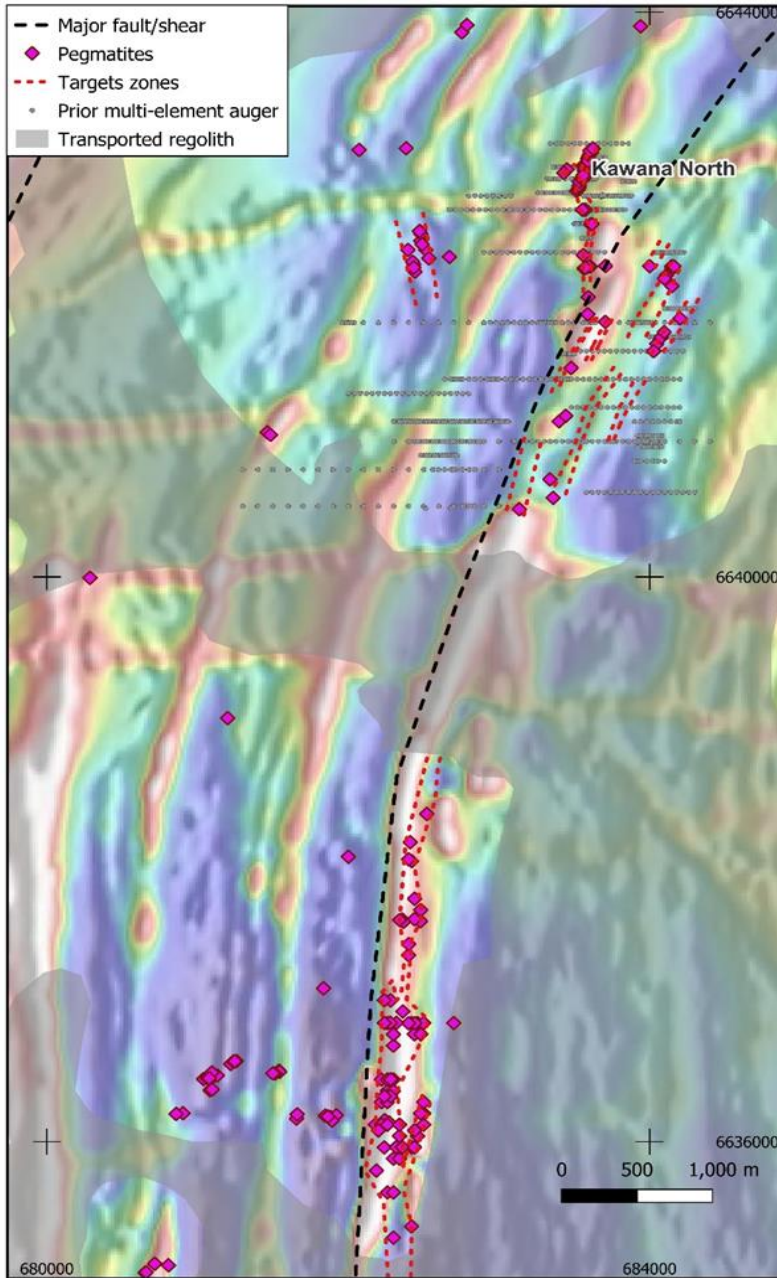 Major fault/shear
Pegmatites
Targets zones
Prior multi-element auger
Transported regolith
6644000
Kawana North
6640000
6636000
0 500 1,000 m
680000 684000